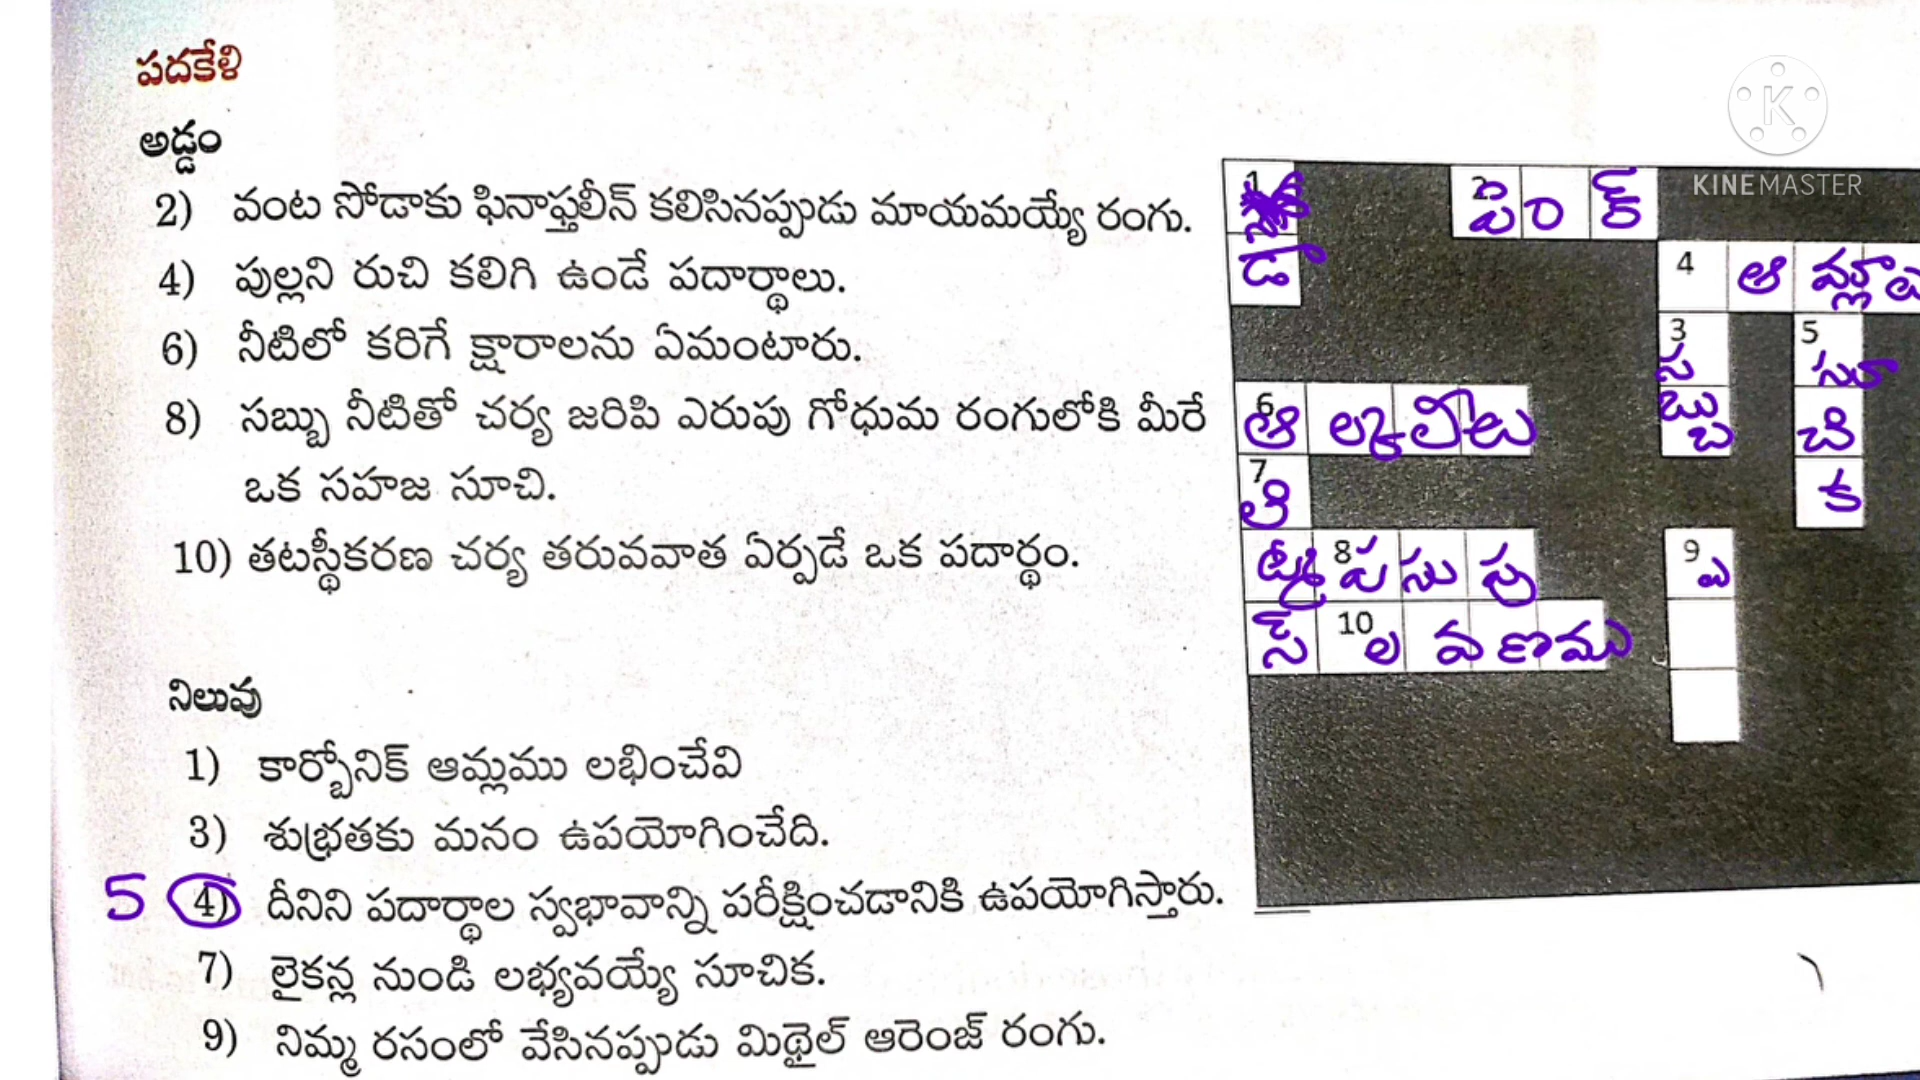 పదకేళి
అడ్డం
2) వంట సోడాకు ఫినాఫ్తలీన్ కలిసినప్పుడు మాయమయ్యే రంగు.
4) పుల్లని రుచి కలిగి ఉండే పదార్థాలు.
6) నీటిలో కరిగే క్షారాలను ఏమంటారు.
8) సబ్బు నీటితో చర్య జరిపి ఎరుపు గోధుమ రంగులోకి మీరే
ఒక సహజ సూచి.
10) తటస్థీకరణ చర్య తరువవాత ఏర్పడే ఒక పదార్థం.
నిలువు
1) కార్బోనిక్ ఆమ్లము లభించేవి
3) శుభ్రతకు మనం ఉపయోగించేది.
5 4) దీనిని పదార్థాల స్వభావాన్ని పరీక్షించడానికి ఉపయోగిస్తారు.
7) లైకన్ల నుండి లభ్యవయ్యే సూచిక.
9) నిమ్మ రసంలో వేసినప్పుడు మిథైల్ ఆరెంజ్ రంగు.
KINEMASTER
1 2 పింక్
డా
4 ఆ మ్లా
3 స 5 సూ
6 ఆ ల్క లీలు బ్బు చి
7 ఆ క
8 ప సు పు 9 ఎ
స్ 10 ల వ ణ ము